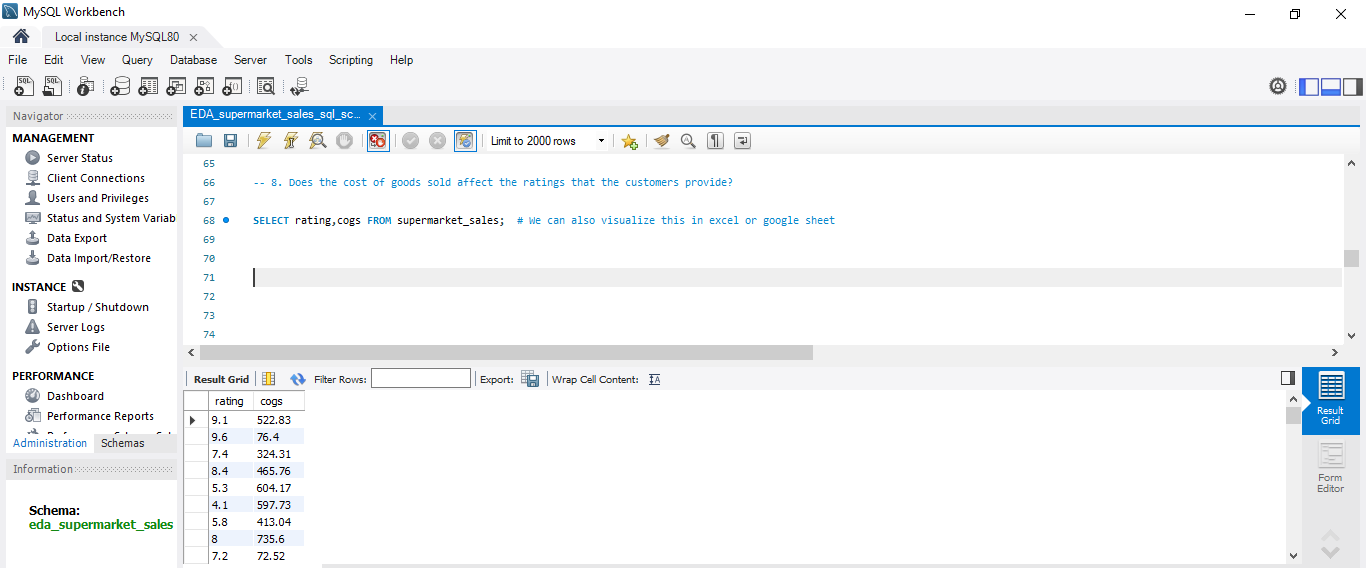 MySQL Workbench
Local instance MySQL80
File Edit View Query Database Server Tools Scripting Help
Navigator
MANAGEMENT
Server Status
Client Connections
Users and Privileges
Status and System Variab
Data Export
Data Import/Restore
INSTANCE
Startup / Shutdown
Server Logs
Options File
PERFORMANCE
Dashboard
Performance Reports
Administration Schemas
Information
Schema:
eda_supermarket_sales
EDA_supermarket_sales_sql_sc...
Limit to 2000 rows
65
66 -- 8. Does the cost of goods sold affect the ratings that the customers provide?
67
68 SELECT rating,cogs FROM supermarket_sales; # We can also visualize this in excel or google sheet
69
70
71
72
73
74
Result Grid Filter Rows: Export: Wrap Cell Content:
rating cogs
9.1 522.83
9.6 76.4
7.4 324.31
8.4 465.76
5.3 604.17
4.1 597.73
5.8 413.04
8 735.6
7.2 72.52
Result
Grid
Form
Editor